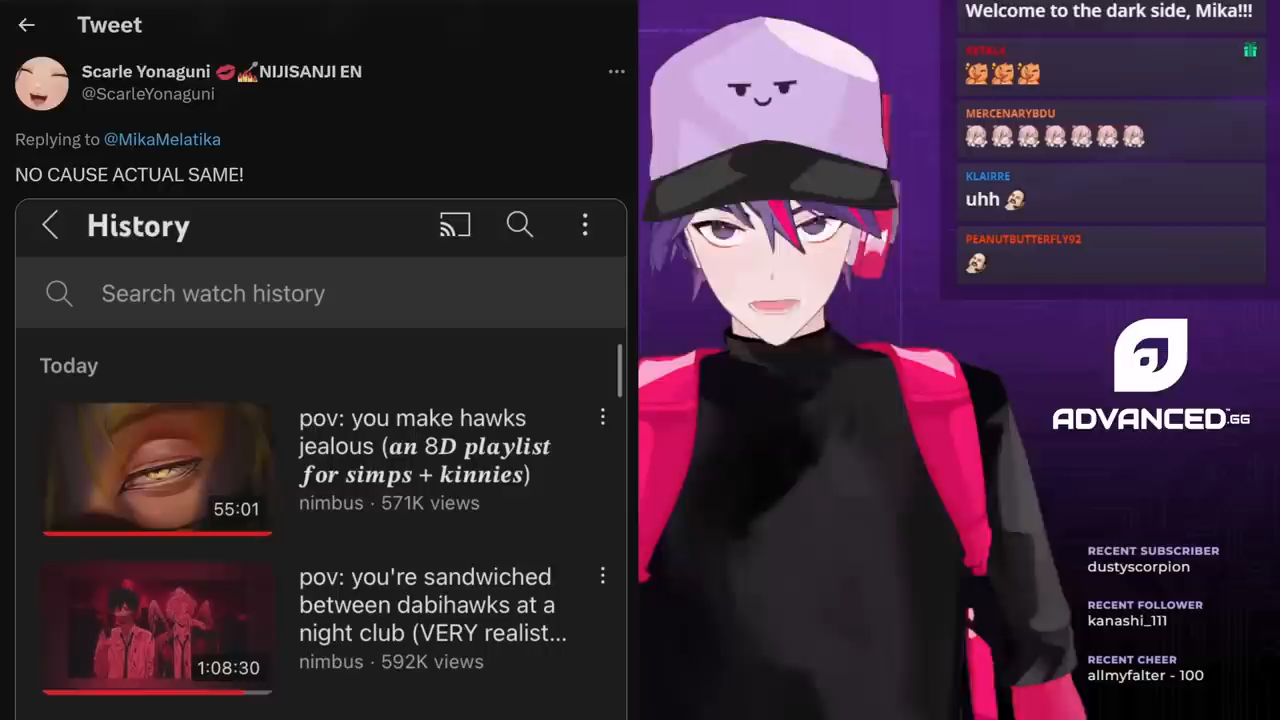 Tweet
Scarle Yonaguni 💋🎻NIJISANJI EN
@ScarleYonaguni
Replying to @MikaMelatika
NO CAUSE ACTUAL SAME!
History
Search watch history
Today
pov: you make hawks
jealous (an 8D playlist
for simps + kinnies)
nimbus · 571K views
55:01
pov: you're sandwiched
between dabihawks at a
night club (VERY realist...
nimbus · 592K views
1:08:30
Welcome to the dark side, Mika!!!
MERCENARYBDU
KLAIRRE
uhh
PEANUTBUTTERFLY92
ADVANCED.GG
RECENT SUBSCRIBER
dustyscorpion
RECENT FOLLOWER
kanashi_111
RECENT CHEER
allmyfalter - 100